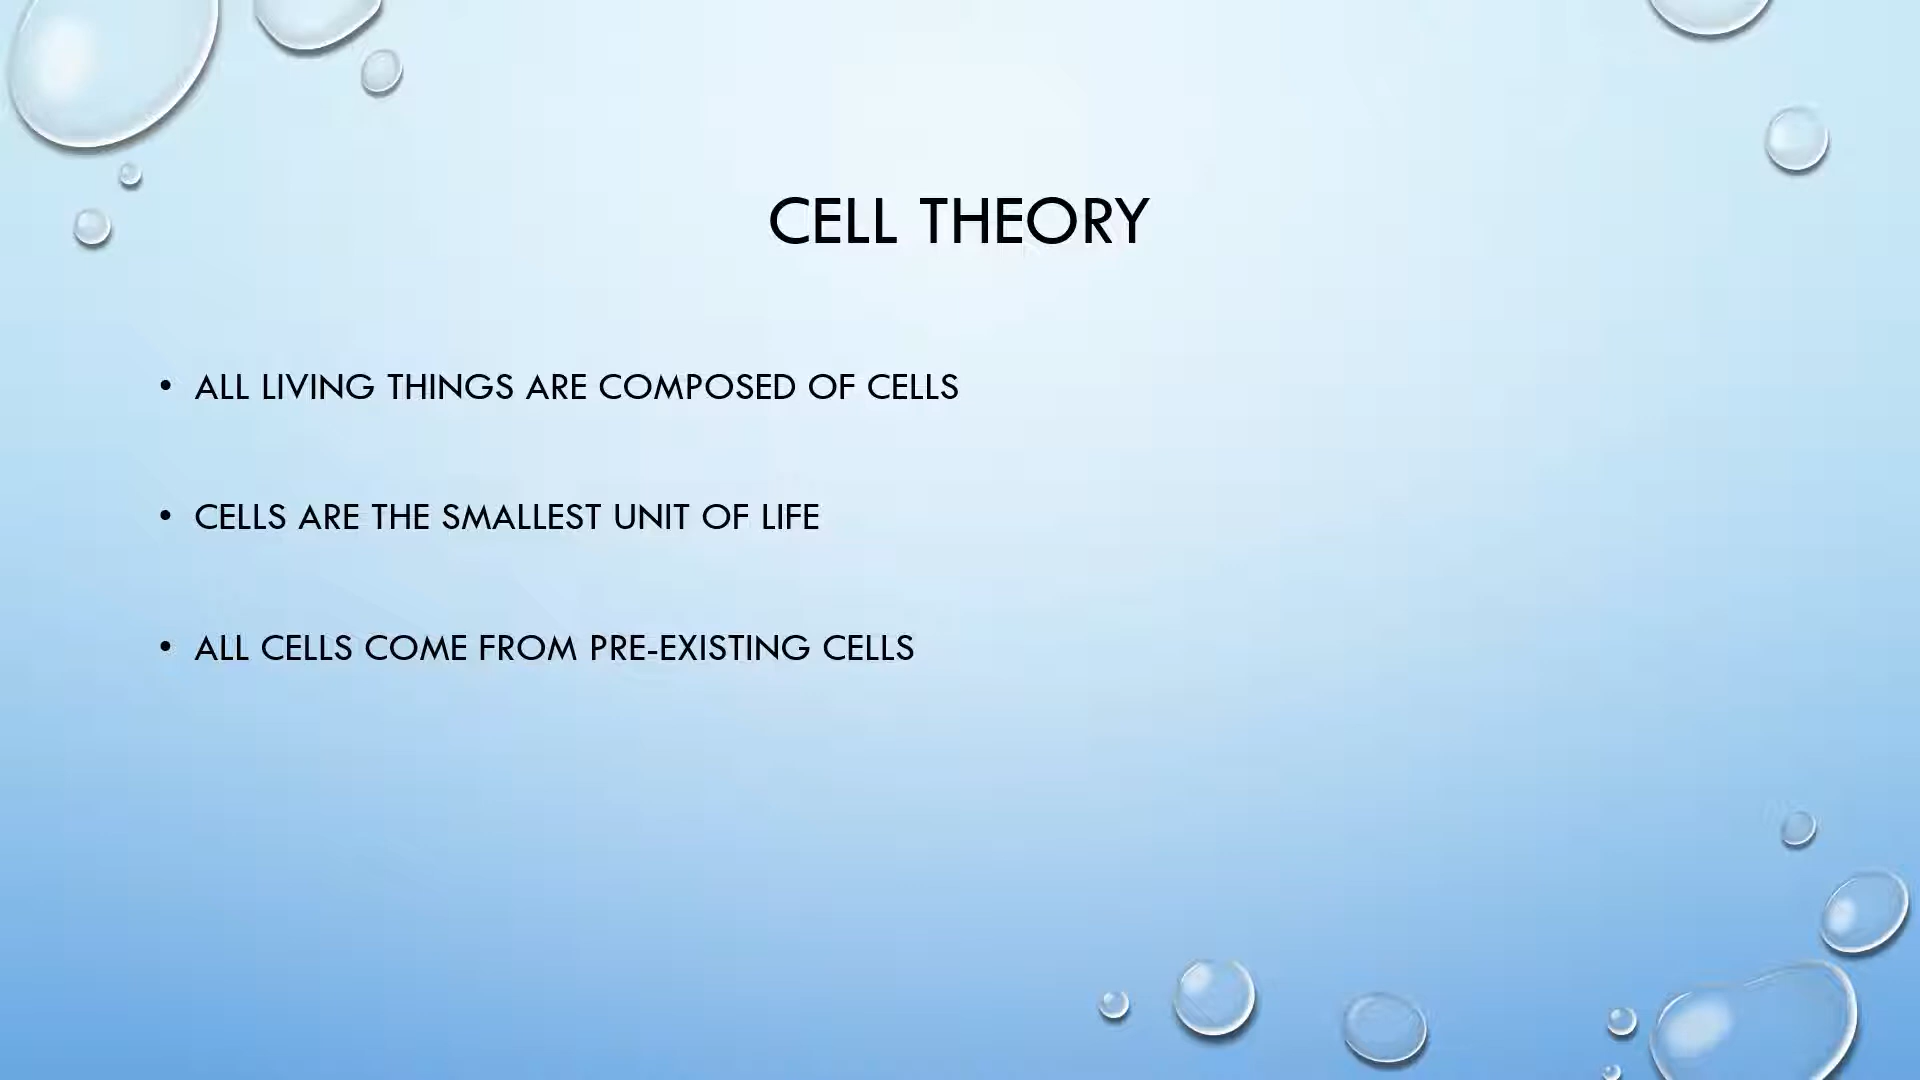 CELL THEORY
• ALL LIVING THINGS ARE COMPOSED OF CELLS
• CELLS ARE THE SMALLEST UNIT OF LIFE
• ALL CELLS COME FROM PRE-EXISTING CELLS